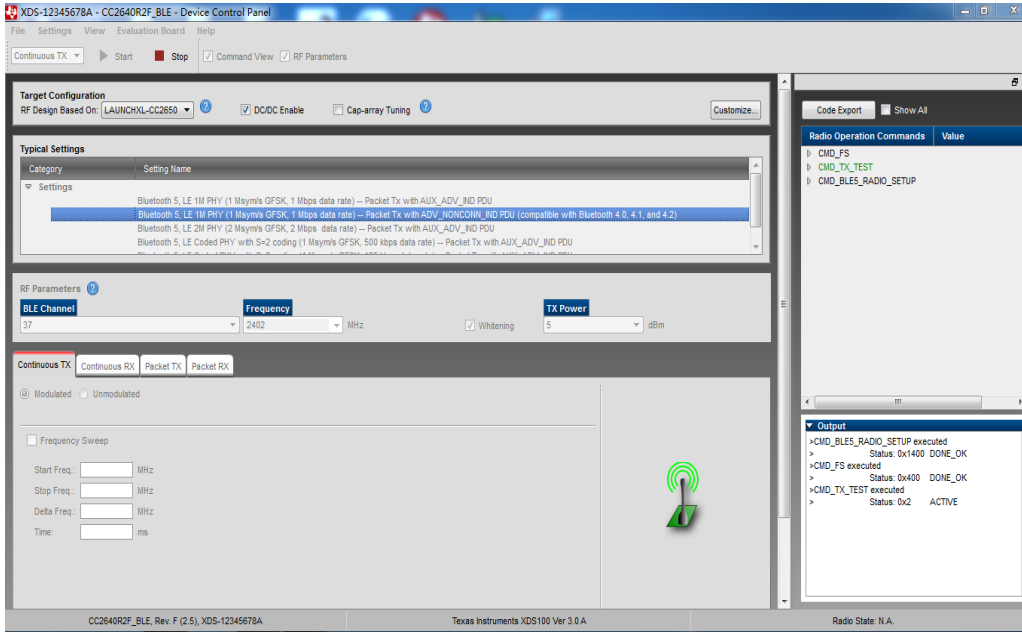 XDS-12345678A - CC2640R2F_BLE - Device Control Panel
File Settings View Evaluation Board Help
Continuous TX Start Stop Command View RF Parameters
Target Configuration
RF Design Based On: LAUNCHXL-CC2650 DC/DC Enable Cap-array Tuning Customize...
Typical Settings
Category Setting Name
Settings
Bluetooth 5, LE 1M PHY (1 Msym/s GFSK, 1 Mbps data rate) -- Packet Tx with AUX_ADV_IND PDU
Bluetooth 5, LE 1M PHY (1 Msym/s GFSK, 1 Mbps data rate) -- Packet Tx with ADV_NONCONN_IND PDU (compatible with Bluetooth 4.0, 4.1, and 4.2)
Bluetooth 5, LE 2M PHY (2 Msym/s GFSK, 2 Mbps data rate) -- Packet Tx with AUX_ADV_IND PDU
Bluetooth 5, LE Coded PHY with S=2 coding (1 Msym/s GFSK, 500 kbps data rate) -- Packet Tx with AUX_ADV_IND PDU
RF Parameters
BLE Channel Frequency TX Power
37 2402 MHz Whitening 5 dBm
Continuous TX Continuous RX Packet TX Packet RX
Modulated Unmodulated
Frequency Sweep
Start Freq.: MHz
Stop Freq.: MHz
Delta Freq.: MHz
Time: ms
Code Export Show All
Radio Operation Commands Value
CMD_FS
CMD_TX_TEST
CMD_BLE5_RADIO_SETUP
Output
>CMD_BLE5_RADIO_SETUP executed
> Status: 0x1400 DONE_OK
>CMD_FS executed
> Status: 0x400 DONE_OK
>CMD_TX_TEST executed
> Status: 0x2 ACTIVE
CC2640R2F_BLE, Rev. F (2.5), XDS-12345678A Texas Instruments XDS100 Ver 3.0 A Radio State: N.A.